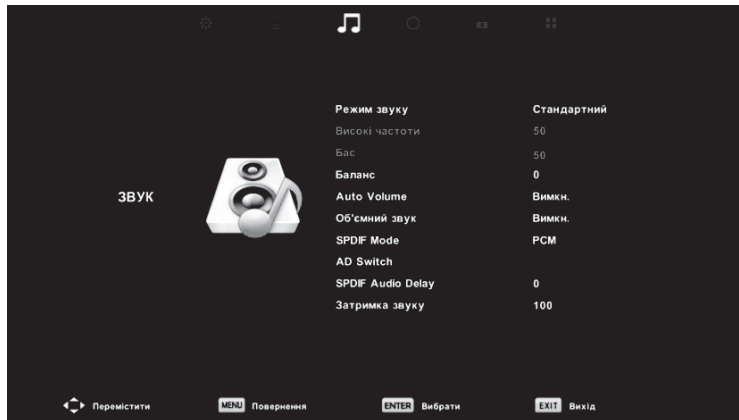 Режим звуку Стандартний
Високі частоти 50
Бас 50
Баланс 0
ЗВУК
Auto Volume Вимкн.
Об'ємний звук Вимкн.
SPDIF Mode PCM
AD Switch
SPDIF Audio Delay 0
Затримка звуку 100
Перемістити MENU Повернення ENTER Вибрати EXIT Вихід